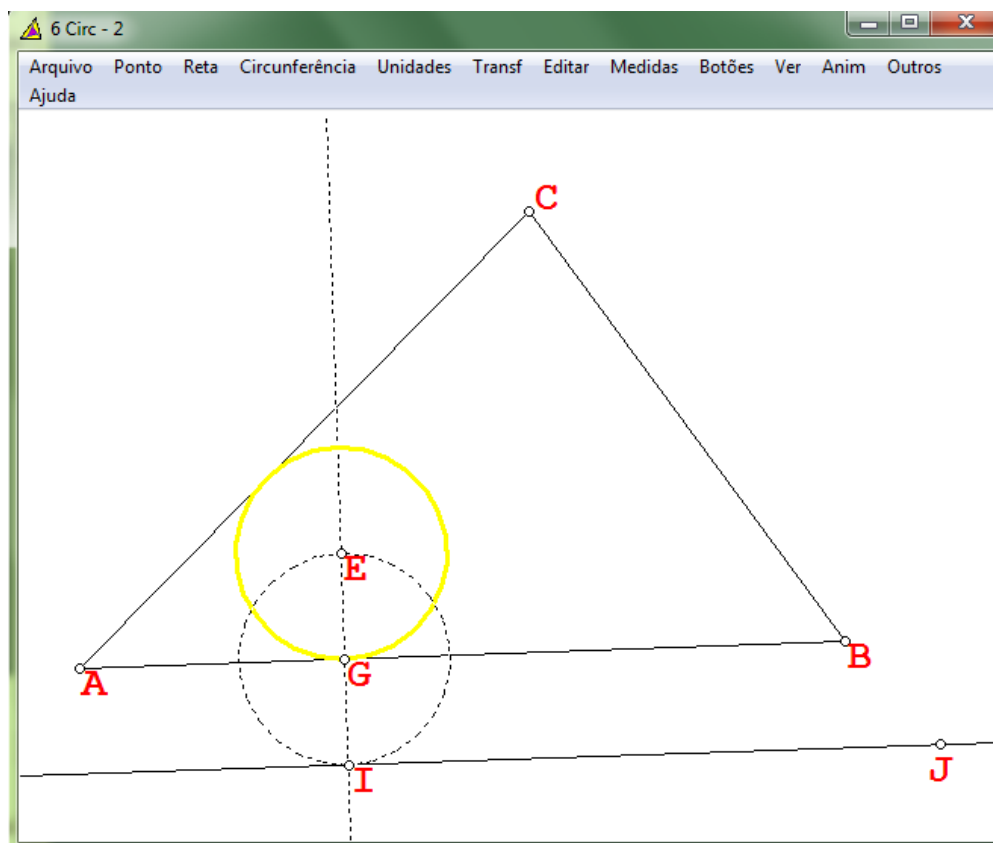 6 Circ - 2
Arquivo Ponto Reta Circunferência Unidades Transf Editar Medidas Botões Ver Anim Outros
Ajuda
C
E
A
G
B
I
J